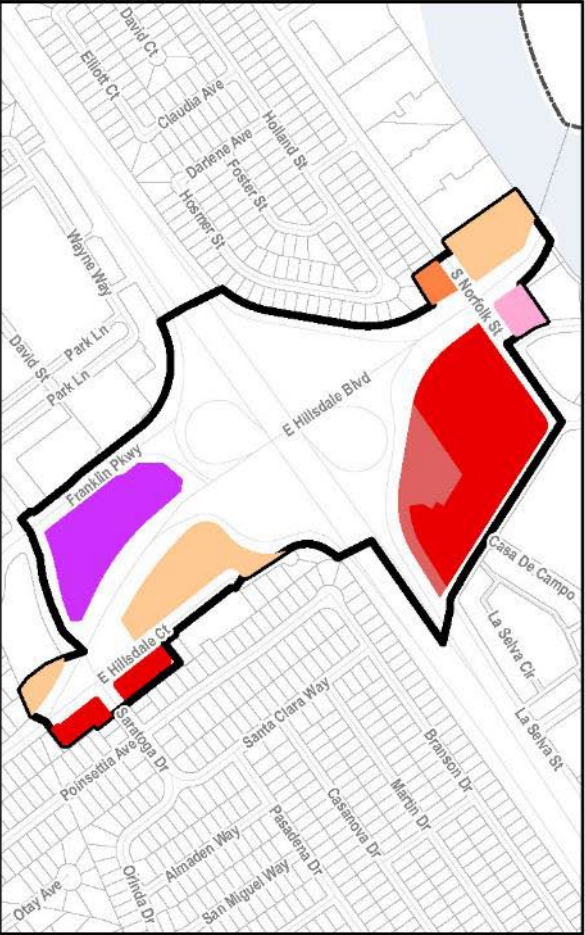 David Ct
Elliott Ct
Claudia Ave
Holland St
Darlene Ave
Foster St
Hosmer St
Wayne Way
S Norfolk St
Park Ln
David St
Park Ln
E Hillsdale Blvd
Franklin Pkwy
Casa De Campo
La Selva Cir
E Hillsdale Ct
La Selva St
Santa Clara Way
Saratoga Dr
Branson Dr
Poinsettia Ave
Martin Dr
Casanova Dr
Pasadena Dr
Almaden Way
Otay Ave
Orinda Dr
San Miguel Way